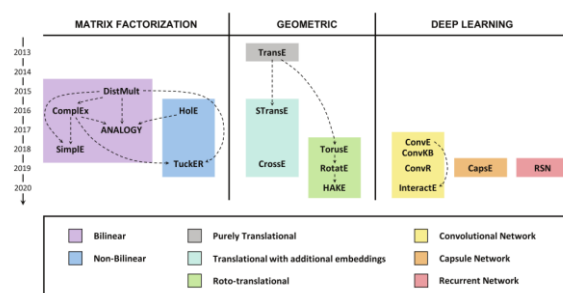 MATRIX FACTORIZATION GEOMETRIC DEEP LEARNING
2013 TransE
2014
2015 DistMult
2016 ComplEx HolE STransE
2017 ANALOGY
2018 SimplE TorusE ConvE
ConvKB
2019 TuckER CrossE RotatE ConvR CapsE RSN
2020 HAKE InteractE
Bilinear Purely Translational Convolutional Network
Non-Bilinear Translational with additional embeddings Capsule Network
Roto-translational Recurrent Network